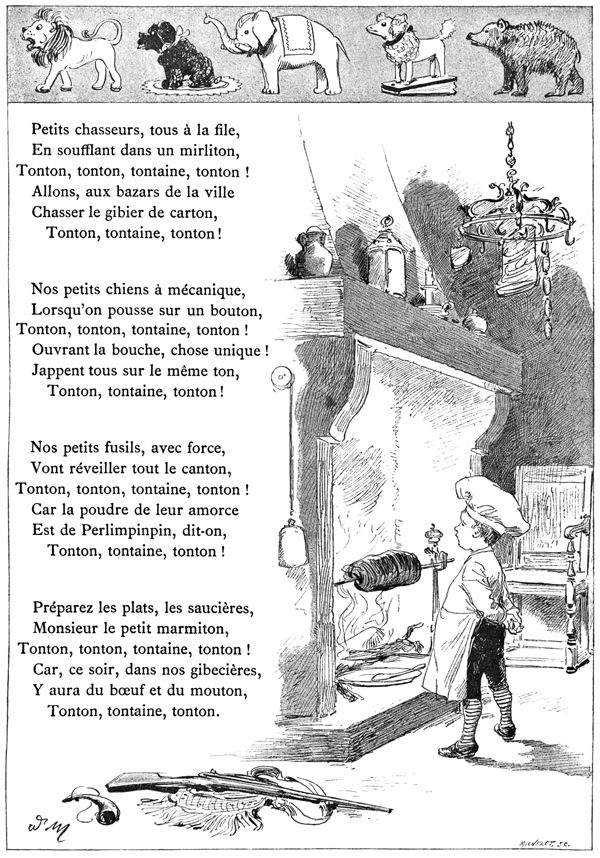 Petits chasseurs, tous à la file,
En soufflant dans un mirliton,
Tonton, tonton, tontaine, tonton !
Allons, aux bazars de la ville
Chasser le gibier de carton,
Tonton, tontaine, tonton !
Nos petits chiens à mécanique,
Lorsqu'on pousse sur un bouton,
Tonton, tonton, tontaine, tonton !
Ouvrant la bouche, chose unique !
Jappent tous sur le même ton,
Tonton, tontaine, tonton !
Nos petits fusils, avec force,
Vont réveiller tout le canton,
Tonton, tonton, tontaine, tonton !
Car la poudre de leur amorce
Est de Perlimpinpin, dit-on,
Tonton, tontaine, tonton !
Préparez les plats, les saucières,
Monsieur le petit marmiton,
Tonton, tonton, tontaine, tonton !
Car, ce soir, dans nos gibecières,
Y aura du bœuf et du mouton,
Tonton, tontaine, tonton.